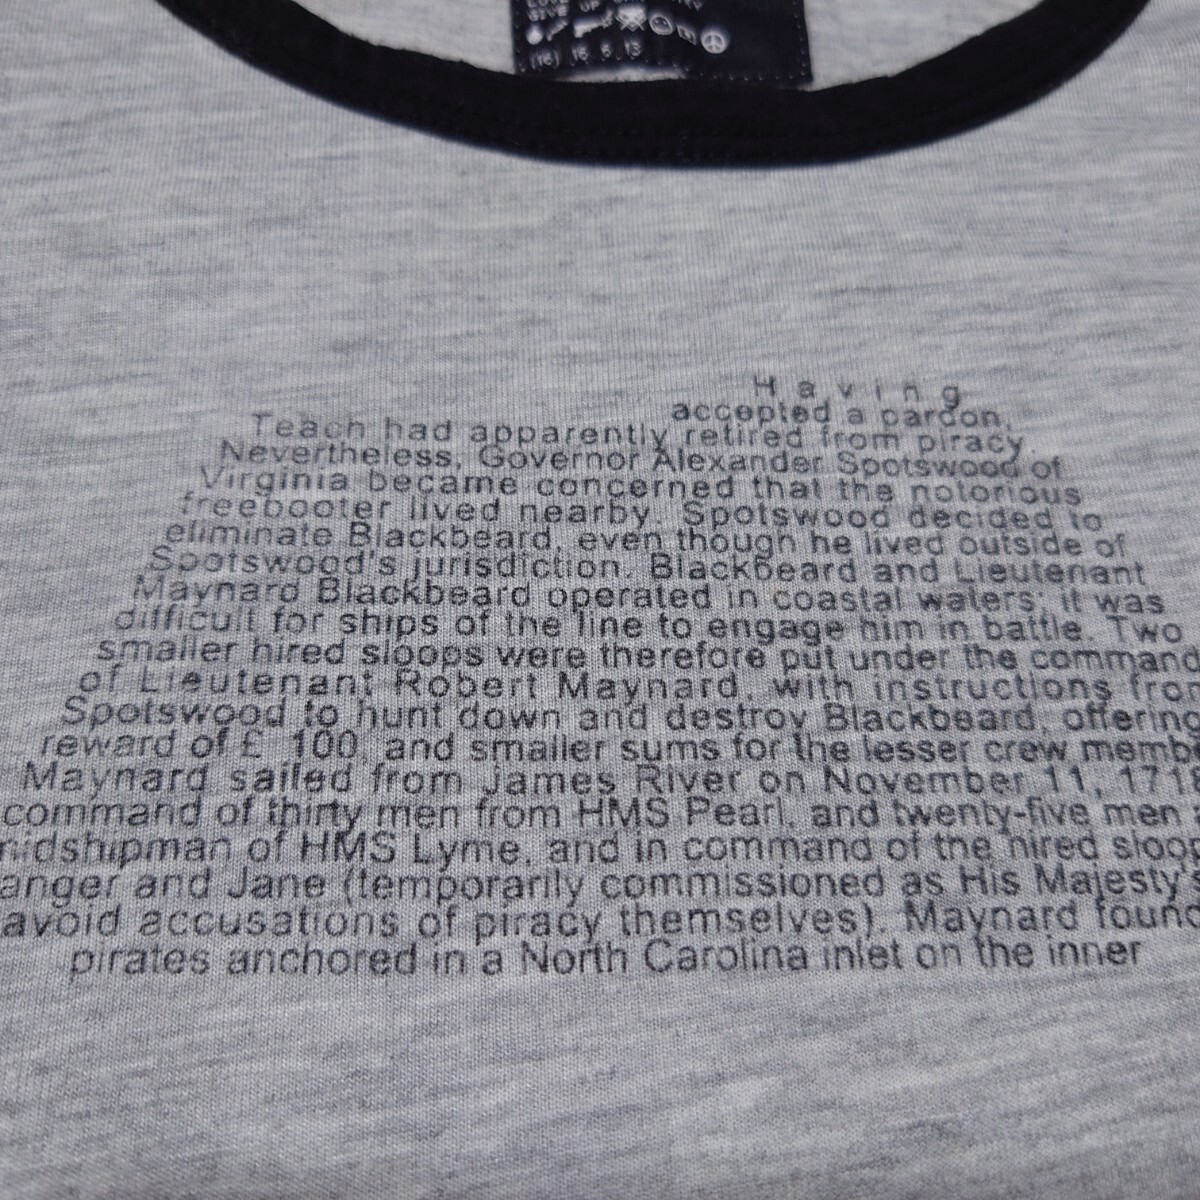 GIVE UP
(16) 16. 6. 13
Having
accepted a pardon,
Teach had apparently retired from piracy.
Nevertheless, Governor Alexander Spotswood of
Virginia became concerned that the notorious
freebooter lived nearby. Spotswood decided to
eliminate Blackbeard, even though he lived outside of
Spotswood's jurisdiction. Blackbeard and Lieutenant
Maynard Blackbeard operated in coastal waters; it was
difficult for ships of the line to engage him in battle. Two
smaller hired sloops were therefore put under the command
of Lieutenant Robert Maynard, with instructions from
Spotswood to hunt down and destroy Blackbeard, offering
reward of £ 100, and smaller sums for the lesser crew memb
Maynard sailed from James River on November 11, 1718
command of thirty men from HMS Pearl, and twenty-five men
midshipman of HMS Lyme, and in command of the hired sloop
anger and Jane (temporarily commissioned as His Majesty's
avoid accusations of piracy themselves). Maynard found
pirates anchored in a North Carolina inlet on the inner